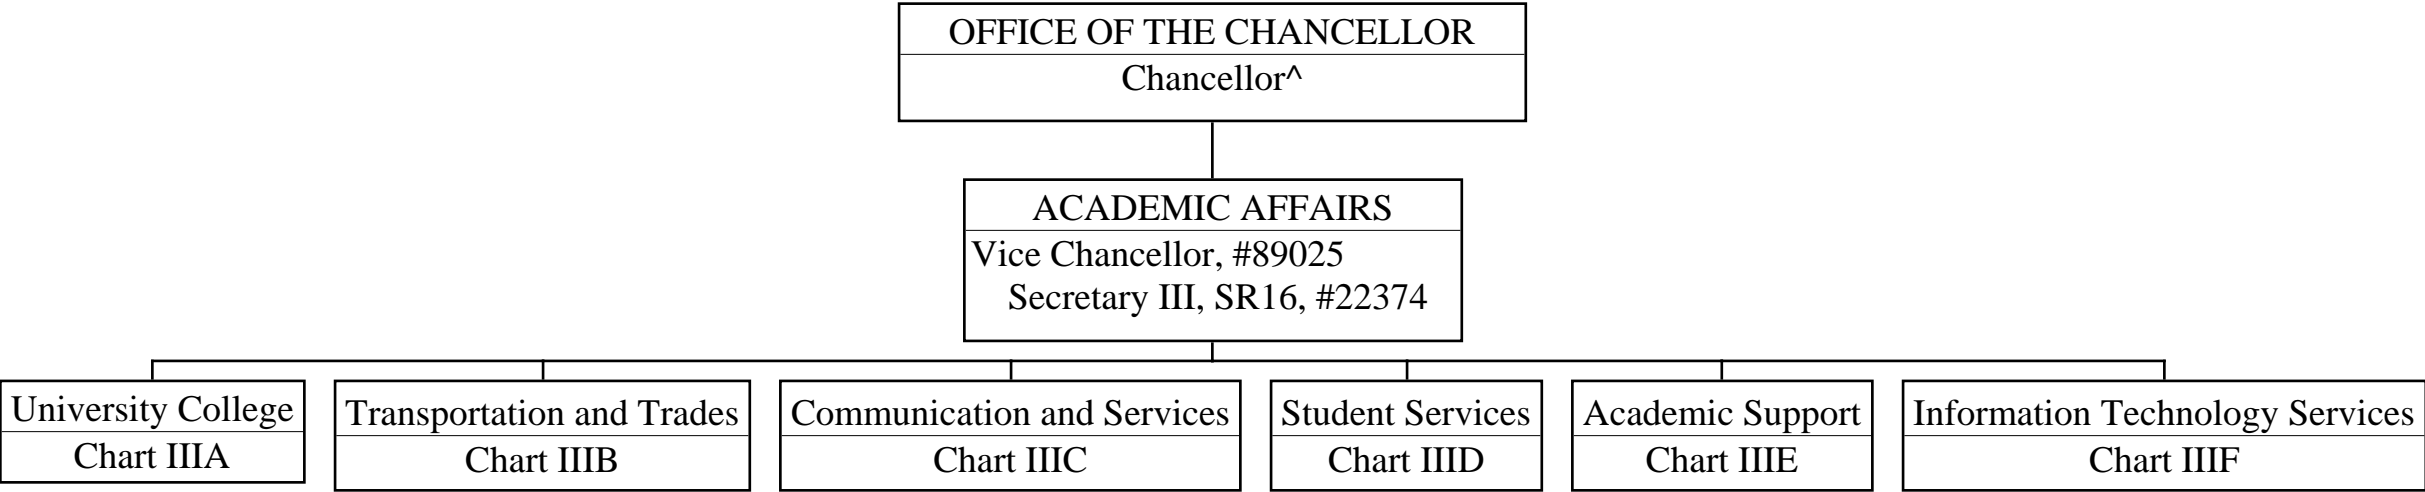 OFFICE OF THE CHANCELLOR
Chancellor^
ACADEMIC AFFAIRS
Vice Chancellor, #89025
Secretary III, SR16, #22374
University College
Chart IIIA
Transportation and Trades
Chart IIIB
Communication and Services
Chart IIIC
Student Services
Chart IIID
Academic Support
Chart IIIE
Information Technology Services
Chart IIIF